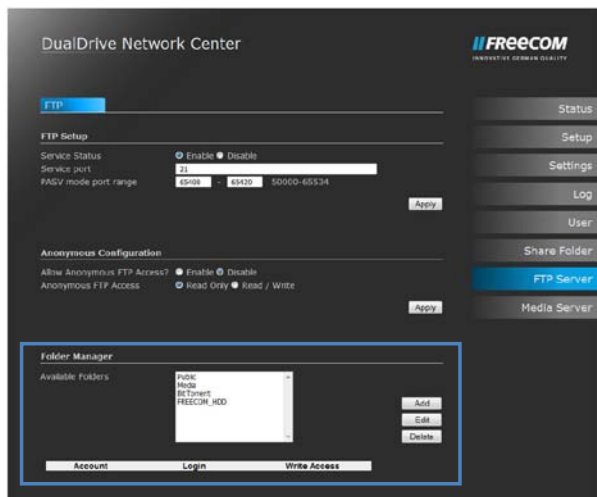 DualDrive Network Center
FREECOM
INNOVATIVE GERMAN QUALITY
FTP
FTP Setup
Service Status Enable Disable
Service port 21
PASV mode port range 65400 - 65420 50000-65534
Apply
Anonymous Configuration
Allow Anonymous FTP Access? Enable Disable
Anonymous FTP Access Read Only Read / Write
Apply
Folder Manager
Available Folders
Public
Media
BitTorrent
FREECOM_HDD
Add
Edit
Delete
Account Login Write Access
Status
Setup
Settings
Log
User
Share Folder
FTP Server
Media Server